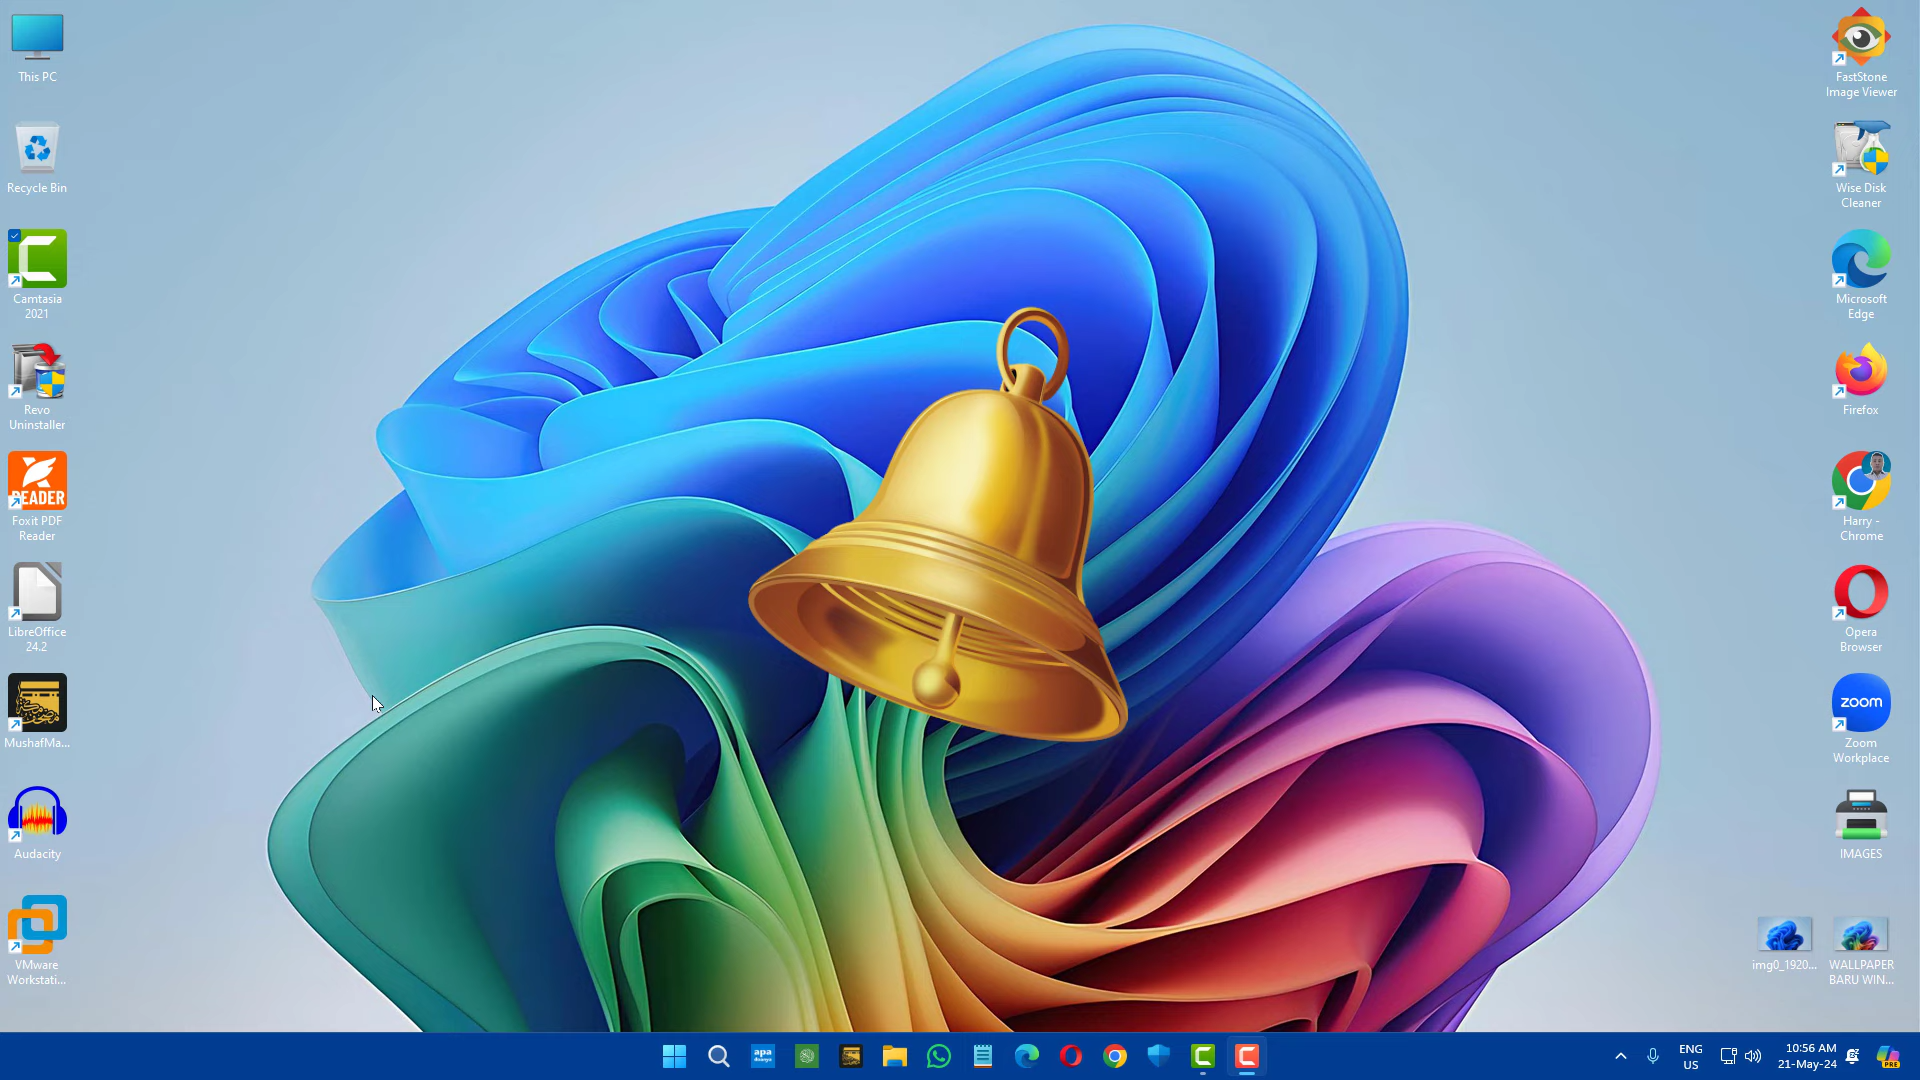 This PC
Recycle Bin
Camtasia
2021
Revo
Uninstaller
READER
Foxit PDF
Reader
LibreOffice
24.2
MushafMa...
Audacity
VMware
Workstati...
FastStone
Image Viewer
Wise Disk
Cleaner
Microsoft
Edge
Firefox
Harry -
Chrome
Opera
Browser
zoom
Zoom
Workplace
IMAGES
img0_1920...
WALLPAPER
BARU WIN...
apa
ENG
US
10:56 AM
21-May-24
PRE